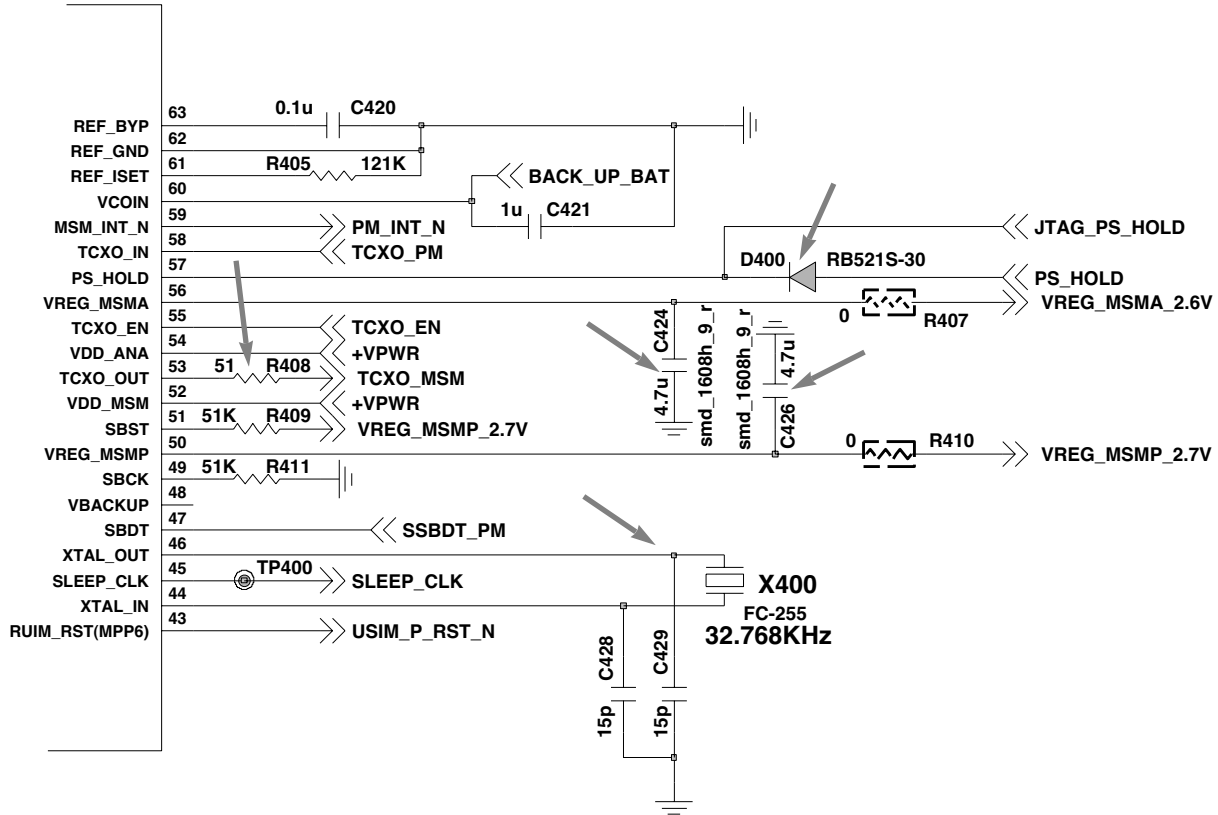 63
0.1u C420
REF_BYP
62
REF_GND
61
R405 121K
REF_ISET
60
BACK_UP_BAT
VCOIN
59
1u C421
MSM_INT_N
PM_INT_N
JTAG_PS_HOLD
58
TCXO_IN
TCXO_PM
57
D400 RB521S-30
PS_HOLD
PS_HOLD
56
VREG_MSMA
VREG_MSMA_2.6V
0 R407
55
TCXO_EN
TCXO_EN
C424
4.7u
smd_1608h_9_r
smd_1608h_9_r
4.7u
C426
54
VDD_ANA
+VPWR
53
51 R408
TCXO_OUT
TCXO_MSM
52
VDD_MSM
+VPWR
51
51K R409
SBST
VREG_MSMP_2.7V
50
0 R410
VREG_MSMP
VREG_MSMP_2.7V
49
51K R411
SBCK
48
VBACKUP
47
SBDT
SSBDT_PM
46
XTAL_OUT
45
TP400
SLEEP_CLK
SLEEP_CLK
X400
44
XTAL_IN
FC-255
32.768KHz
43
RUIM_RST(MPP6)
USIM_P_RST_N
C428
15p
C429
15p